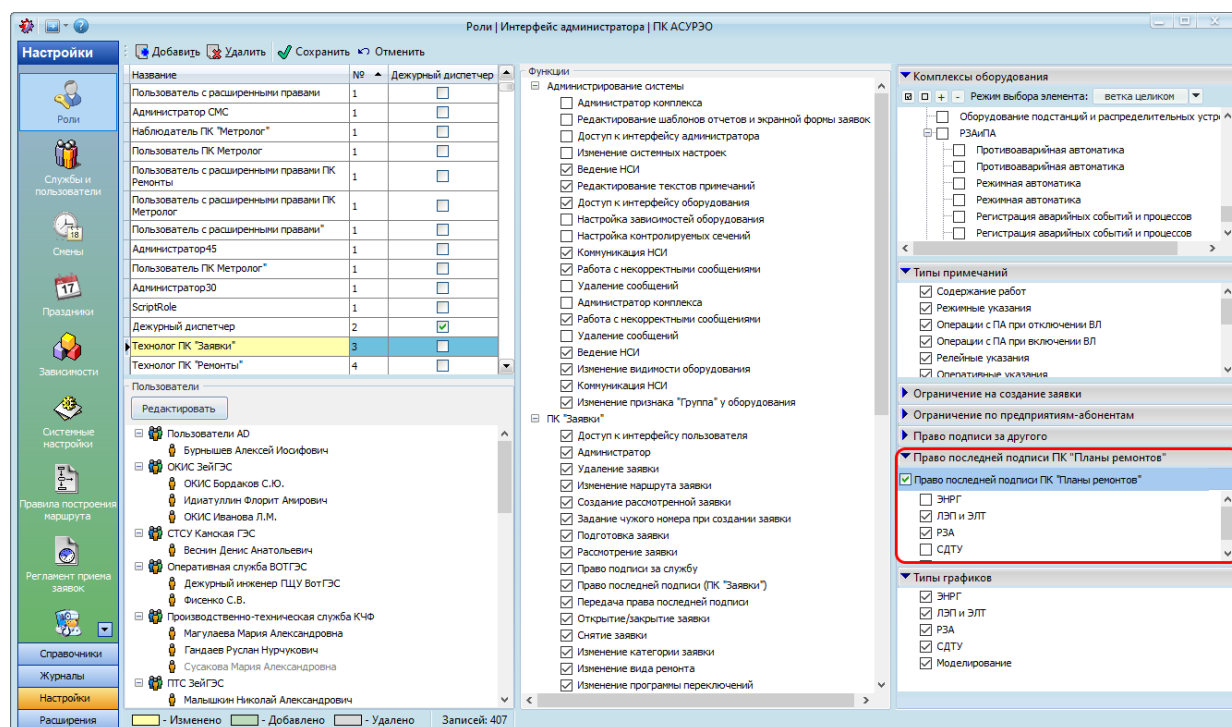 Роли | Интерфейс администратора | ПК АСУРЭО
Настройки
Добавить Удалить Сохранить Отменить
Роли
Службы и
пользователи
Смены
18
Праздники
17
Зависимости
Системные
настройки
Правила построения
маршрута
Регламент приема
заявок
Справочники
Журналы
Настройки
Расширения
Название № Дежурный диспетчер
Пользователь с расширенными правами 1
Администратор СМС 1
Наблюдатель ПК "Метролог" 1
Пользователь ПК Метролог 1
Пользователь с расширенными правами ПК
Ремонты 1
Пользователь с расширенными правами ПК
Метролог 1
Пользователь с расширенными правами" 1
Администратор45 1
Пользователь ПК Метролог" 1
Администратор30 1
ScriptRole 1
Дежурный диспетчер 2
Технолог ПК "Заявки" 3
Технолог ПК "Ремонты" 4
Пользователи
Редактировать
Пользователи AD
Бурнышев Алексей Иосифович
ОКИС ЗейГЭС
ОКИС Бордаков С.Ю.
Идиатуллин Флорит Амирович
ОКИС Иванова Л.М.
СТСУ Канская ГЭС
Веснин Денис Анатольевич
Оперативная служба ВОТГЭС
Дежурный инженер ГЩУ ВотГЭС
Фисенко С.В.
Производственно-техническая служба КЧФ
Магулаева Мария Александровна
Гандаев Руслан Нурчукович
Сусакова Мария Александровна
ПТС ЗейГЭС
Малышкин Николай Александрович
- Изменено - Добавлено - Удалено Записей: 407
Функции
Администрирование системы
Администратор комплекса
Редактирование шаблонов отчетов и экранной формы заявок
Доступ к интерфейсу администратора
Изменение системных настроек
Ведение НСИ
Редактирование текстов примечаний
Доступ к интерфейсу оборудования
Настройка зависимостей оборудования
Настройка контролируемых сечений
Коммуникация НСИ
Работа с некорректными сообщениями
Удаление сообщений
Администратор комплекса
Работа с некорректными сообщениями
Удаление сообщений
Ведение НСИ
Изменение видимости оборудования
Коммуникация НСИ
Изменение признака "Группа" у оборудования
ПК "Заявки"
Доступ к интерфейсу пользователя
Администратор
Удаление заявки
Изменение маршрута заявки
Создание рассмотренной заявки
Задание чужого номера при создании заявки
Подготовка заявки
Рассмотрение заявки
Право подписи за службу
Право последней подписи (ПК "Заявки")
Передача права последней подписи
Открытие/закрытие заявки
Снятие заявки
Изменение категории заявки
Изменение вида ремонта
Изменение программы переключений
Комплексы оборудования
Режим выбора элемента: ветка целиком
Оборудование подстанций и распределительных устр
РЗАиПА
Противоаварийная автоматика
Противоаварийная автоматика
Режимная автоматика
Режимная автоматика
Регистрация аварийных событий и процессов
Регистрация аварийных событий и процессов
Типы примечаний
Содержание работ
Режимные указания
Операции с ПА при отключении ВЛ
Операции с ПА при включении ВЛ
Релейные указания
Оперативные указания
Ограничение на создание заявки
Ограничение по предприятиям-абонентам
Право подписи за другого
Право последней подписи ПК "Планы ремонтов"
Право последней подписи ПК "Планы ремонтов"
ЭНРГ
ЛЭП и ЭЛТ
РЗА
СДТУ
Типы графиков
ЭНРГ
ЛЭП и ЭЛТ
РЗА
СДТУ
Моделирование